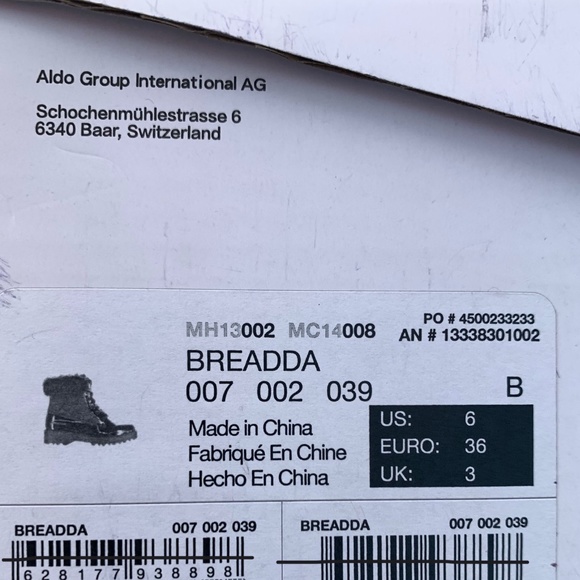 Aldo Group International AG
Schochenmühlestrasse 6
6340 Baar, Switzerland
PO # 4500233233
MH13002 MC14008 AN # 13338301002
BREADDA
007 002 039 B
Made in China
Fabriqué En Chine
Hecho En China
US: 6
EURO: 36
UK: 3
BREADDA 007 002 039
BREADDA 007 002 039
628177938898